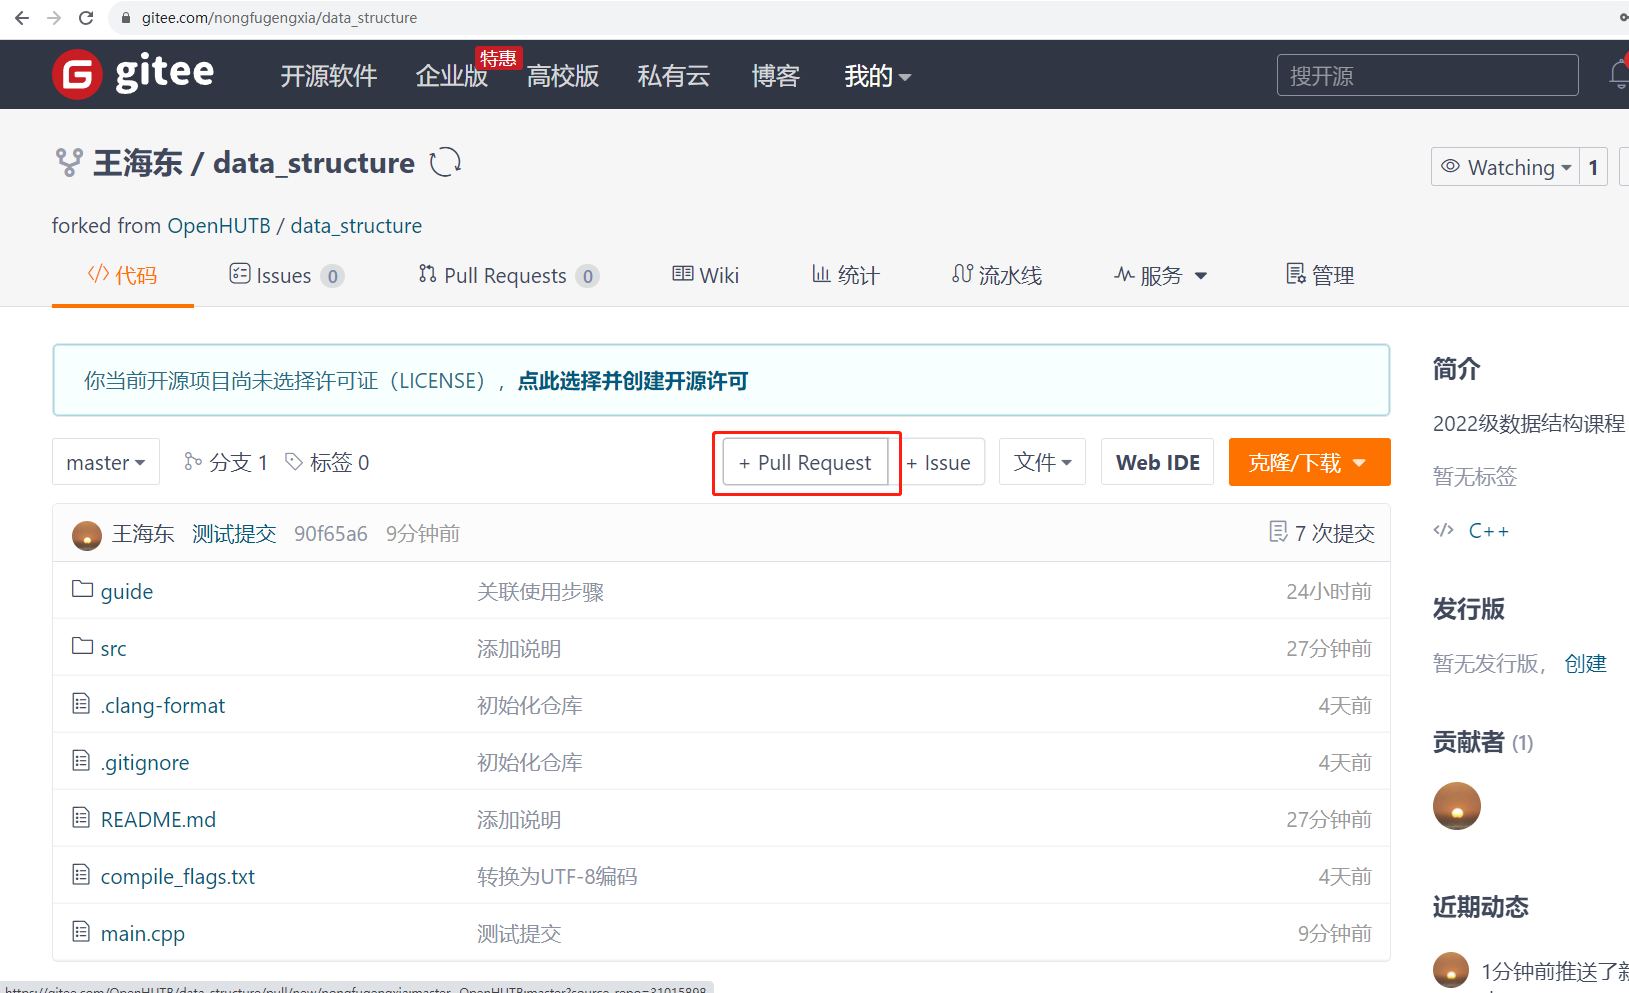 gitee.com/nongfugengxia/data_structure
gitee 开源软件 企业版 特惠 高校版 私有云 博客 我的 搜开源
王海东 / data_structure
Watching 1
forked from OpenHUTB / data_structure
代码 Issues 0 Pull Requests 0 Wiki 统计 流水线 服务 管理
你当前开源项目尚未选择许可证（LICENSE），点此选择并创建开源许可
简介
2022级数据结构课程
master 分支 1 标签 0 + Pull Request + Issue 文件 Web IDE 克隆/下载
暂无标签
王海东 测试提交 90f65a6 9分钟前 7 次提交
C++
guide 关联使用步骤 24小时前
发行版
src 添加说明 27分钟前
暂无发行版， 创建
.clang-format 初始化仓库 4天前
贡献者 (1)
.gitignore 初始化仓库 4天前
README.md 添加说明 27分钟前
compile_flags.txt 转换为UTF-8编码 4天前
近期动态
main.cpp 测试提交 9分钟前
1分钟前推送了新
https://gitee.com/OpenHUTB/data_structure/pull/new/nongfugengxia:master...OpenHUTB:master?source_repo=31015898